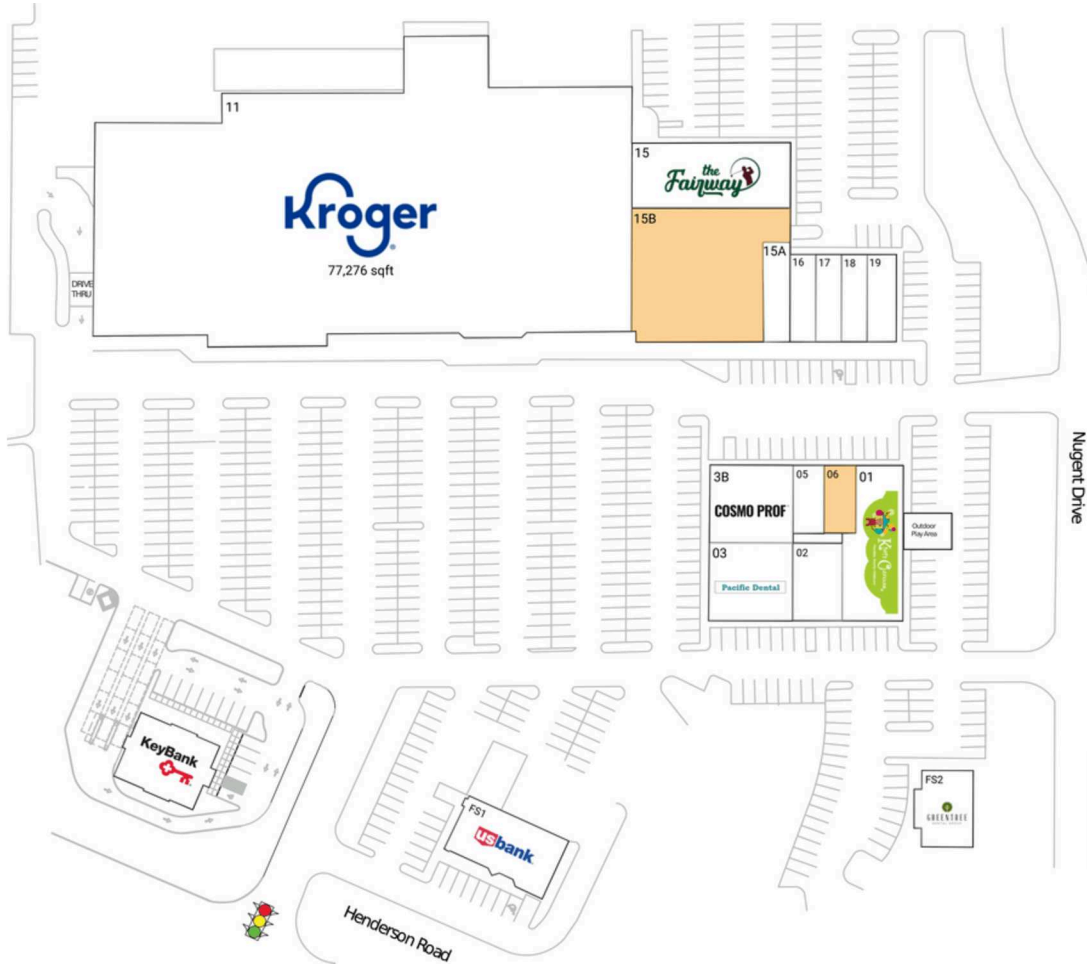 11
Kroger
77,276 sqft
DRIVE
THRU
15
the
Fairway
15B
15A
16
17
18
19
3B
COSMO PROF
05
06
01
Outdoor
Play Area
03
Pacific Dental
02
Nugent Drive
KeyBank
FS1
usbank
FS2
GREENTREE
Henderson Road